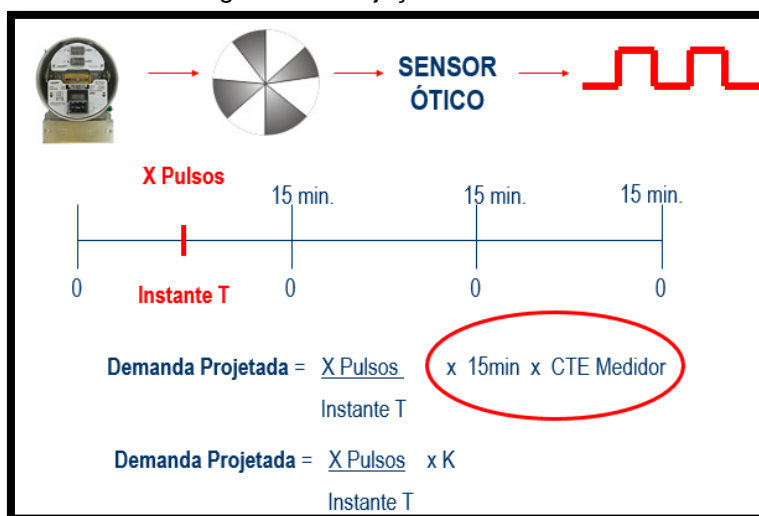 SENSOR
ÓTICO
X Pulsos
15 min.
15 min.
15 min.
0
Instante T
0
0
0
Demanda Projetada = X Pulsos x 15min x CTE Medidor
Instante T
Demanda Projetada = X Pulsos x K
Instante T